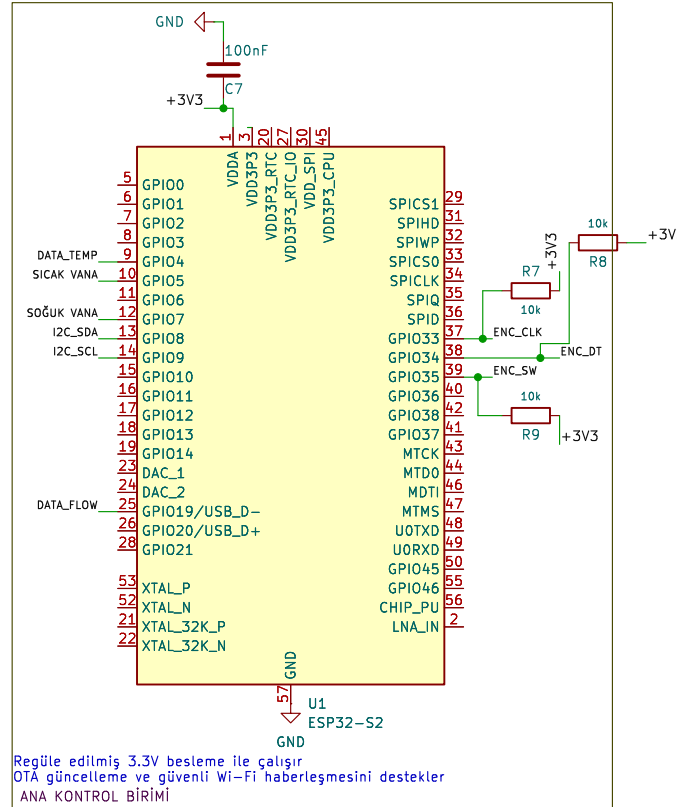 GND
100nF
C7
+3V3
1
3
20
27
30
45
VDDA
VDD3P3
VDD3P3_RTC
VDD3P3_RTC_IO
VDD_SPI
VDD3P3_CPU
5 GPIO0
6 GPIO1
7 GPIO2
8 GPIO3
DATA_TEMP 9 GPIO4
SICAK VANA 10 GPIO5
11 GPIO6
SOĞUK VANA 12 GPIO7
I2C_SDA 13 GPIO8
I2C_SCL 14 GPIO9
15 GPIO10
16 GPIO11
17 GPIO12
18 GPIO13
19 GPIO14
23 DAC_1
24 DAC_2
DATA_FLOW 25 GPIO19/USB_D-
26 GPIO20/USB_D+
28 GPIO21
53 XTAL_P
52 XTAL_N
21 XTAL_32K_P
22 XTAL_32K_N
SPICS1 29
SPIHD 31
SPIWP 32
SPICS0 33
SPICLK 34
SPIQ 35
SPID 36
GPIO33 37 ENC_CLK
GPIO34 38 ENC_DT
GPIO35 39 ENC_SW
GPIO36 40
GPIO38 42
GPIO37 41
MTCK 43
MTDO 44
MDTI 46
MTMS 47
U0TXD 48
U0RXD 49
GPIO45 50
GPIO46 55
CHIP_PU 56
LNA_IN 2
10k
R8
+3V
R7
10k
+3V3
10k
R9
+3V3
GND
57
U1
ESP32-S2
GND
Regüle edilmiş 3.3V besleme ile çalışır
OTA güncelleme ve güvenli Wi-Fi haberleşmesini destekler
ANA KONTROL BİRİMİ